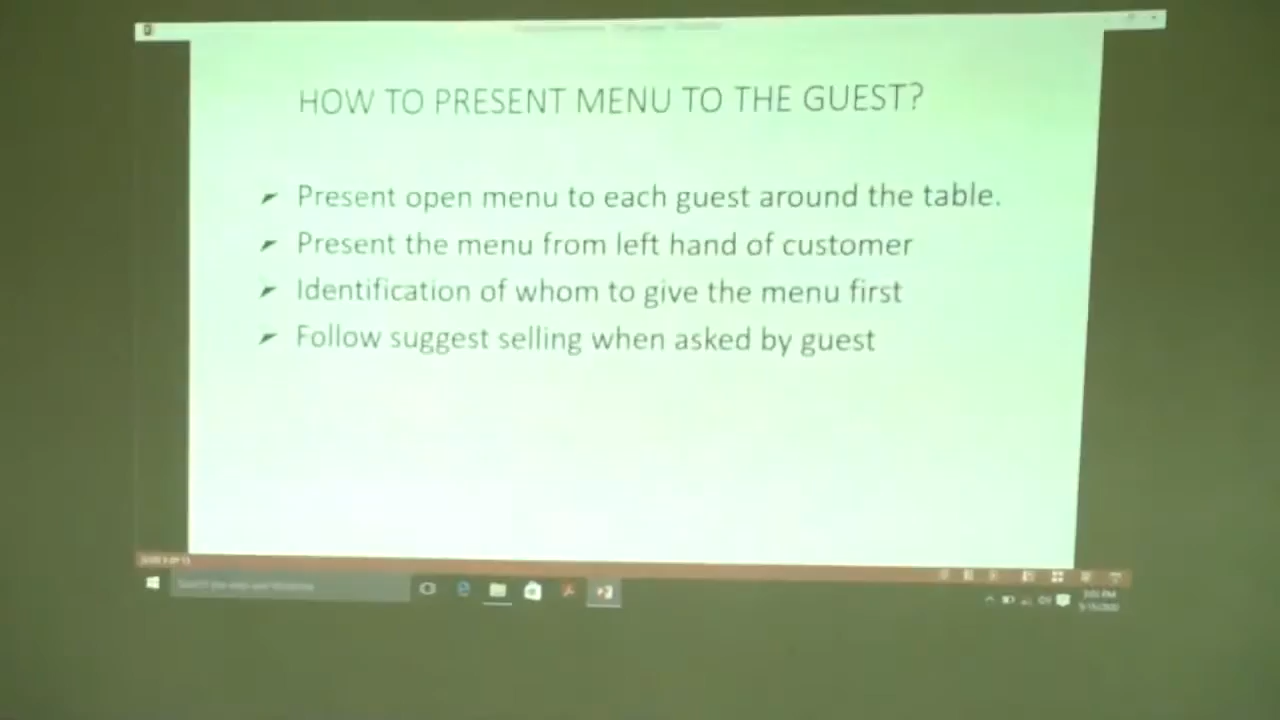 HOW TO PRESENT MENU TO THE GUEST?
Present open menu to each guest around the table.
Present the menu from left hand of customer
Identification of whom to give the menu first
Follow suggest selling when asked by guest